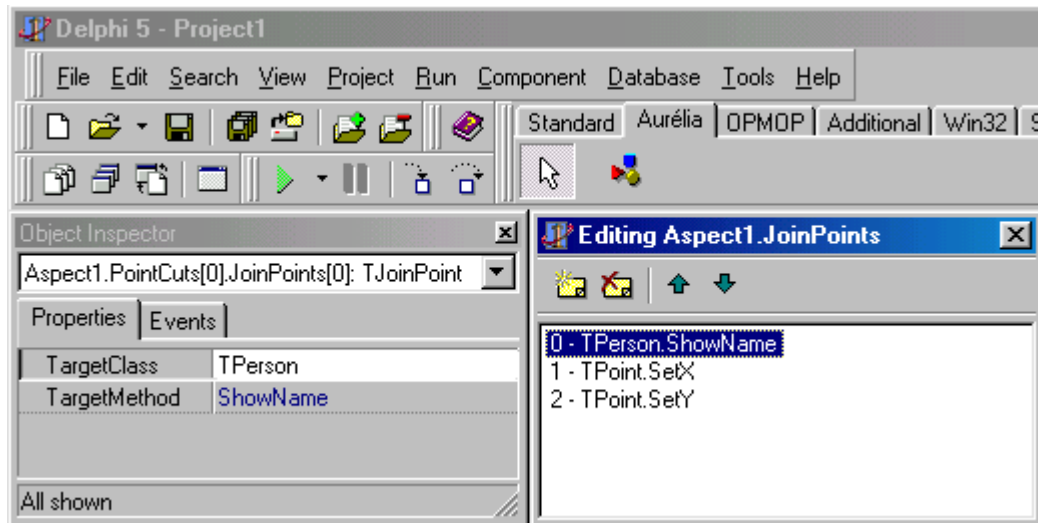 Delphi 5 - Project1
File Edit Search View Project Run Component Database Tools Help
Standard Aurélia OPMOP Additional Win32 S
Object Inspector
Aspect1.PointCuts[0].JoinPoints[0]: TJoinPoint
Properties Events
TargetClass TPerson
TargetMethod ShowName
All shown
Editing Aspect1.JoinPoints
0 - TPerson.ShowName
1 - TPoint.SetX
2 - TPoint.SetY